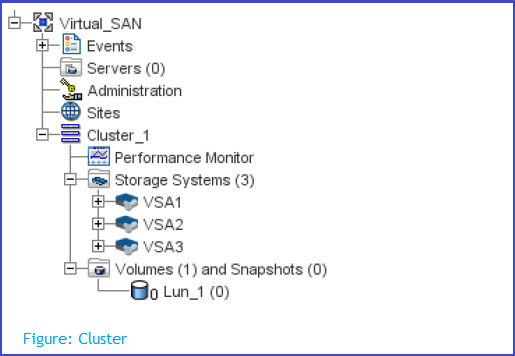 Virtual_SAN
Events
Servers (0)
Administration
Sites
Cluster_1
Performance Monitor
Storage Systems (3)
VSA1
VSA2
VSA3
Volumes (1) and Snapshots (0)
Lun_1 (0)
Figure: Cluster